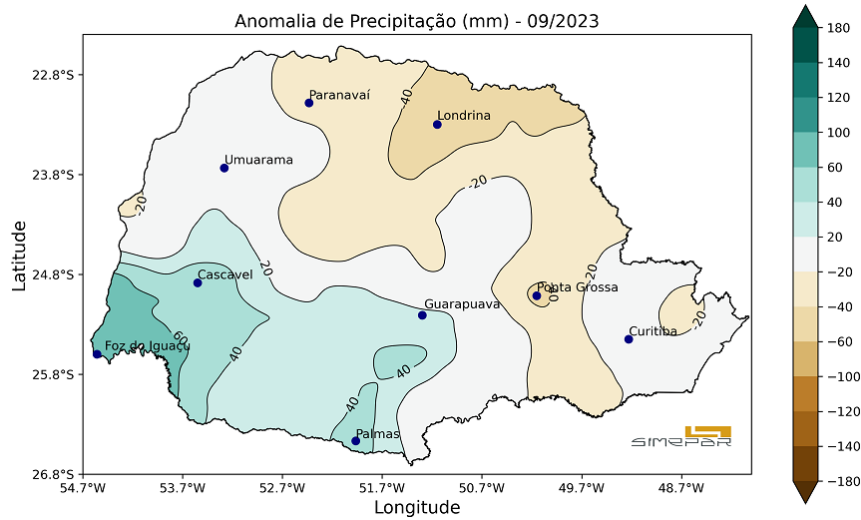 Anomalia de Precipitação (mm) - 09/2023
22.8°S
23.8°S
24.8°S
25.8°S
26.8°S
Latitude
54.7°W 53.7°W 52.7°W 51.7°W 50.7°W 49.7°W 48.7°W
Longitude
Paranavaí
-40
Londrina
Umuarama
-20
-20
20
-20
Cascavel
Ponta Grossa
Guarapuava
60
Foz do Iguaçu
40
-20
Curitiba
40
40
Palmas
SIMEPAR
180
140
120
100
60
40
20
−20
−40
−60
−100
−120
−140
−180